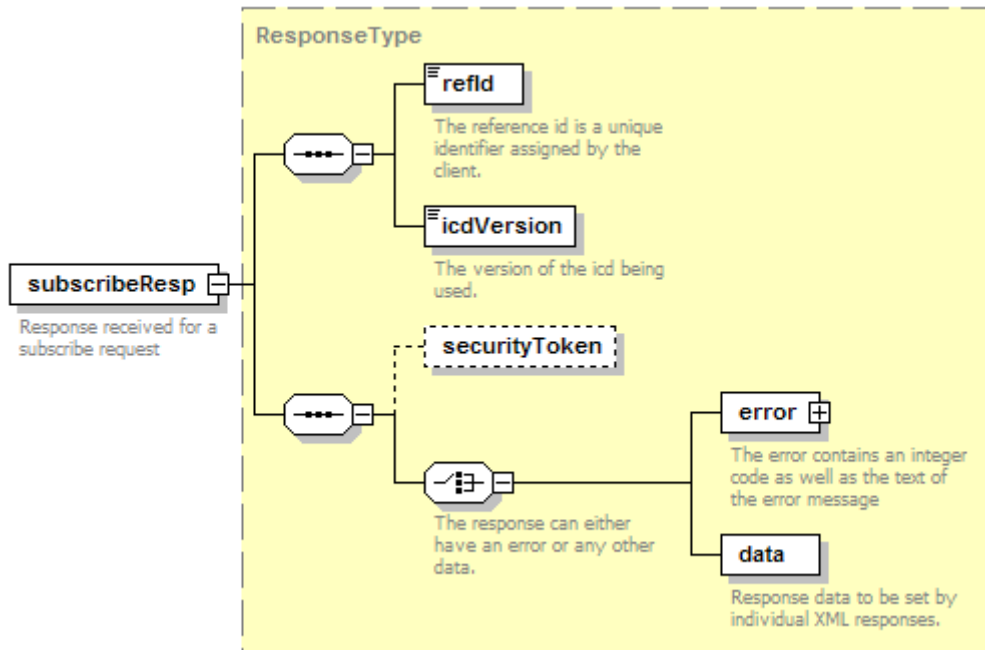 ResponseType
refId
The reference id is a unique
identifier assigned by the
client.
icdVersion
The version of the icd being
used.
subscribeResp
Response received for a
subscribe request
securityToken
error
The error contains an integer
code as well as the text of
the error message
The response can either
have an error or any other
data.
data
Response data to be set by
individual XML responses.